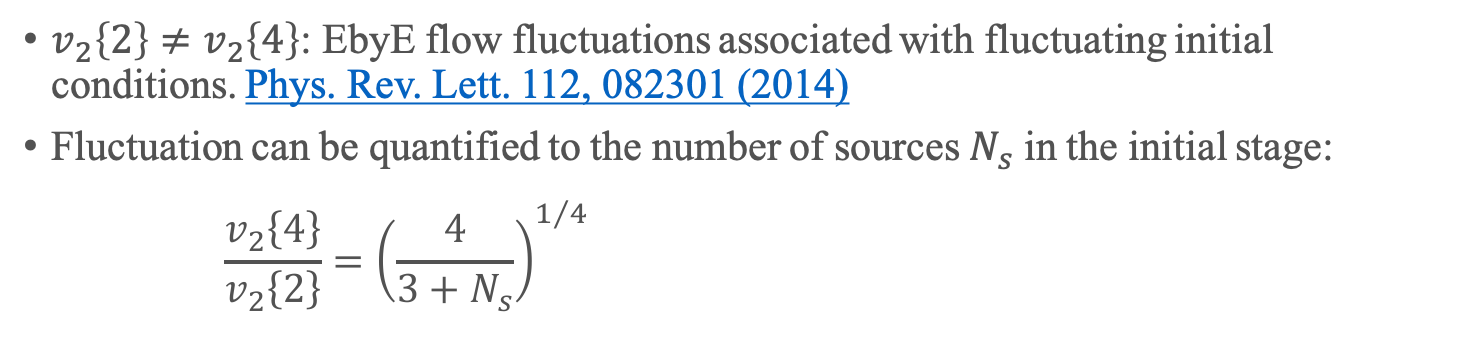 • 𝑣₂{2} ≠ 𝑣₂{4}: EbyE flow fluctuations associated with fluctuating initial
conditions. Phys. Rev. Lett. 112, 082301 (2014)
• Fluctuation can be quantified to the number of sources 𝑁ₛ in the initial stage:
𝑣₂{4}/𝑣₂{2} = (4/(3 + 𝑁ₛ))^1/4